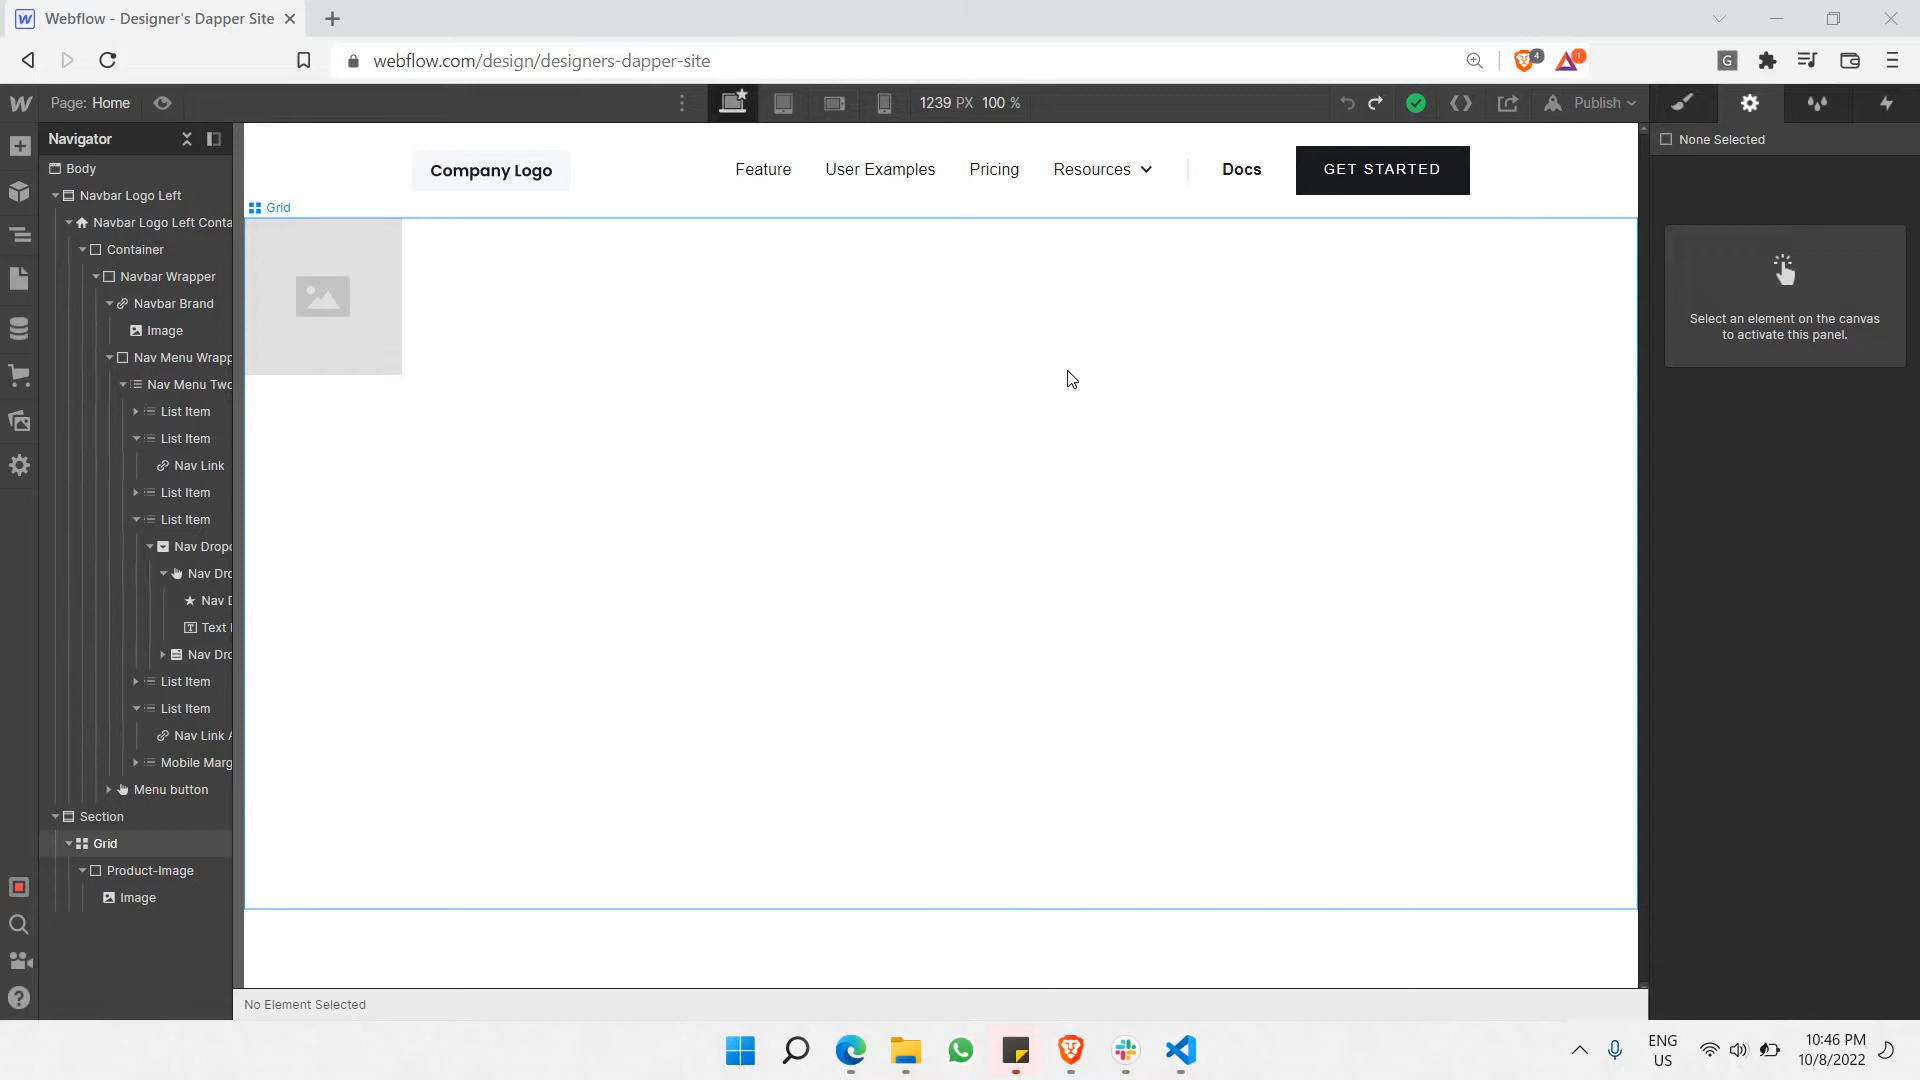 Webflow - Designer's Dapper Site
webflow.com/design/designers-dapper-site
4
1
G
Page: Home
1239 PX 100 %
Publish
Navigator
None Selected
Body
Navbar Logo Left
Navbar Logo Left Conta
Container
Navbar Wrapper
Navbar Brand
Image
Nav Menu Wrapp
Nav Menu Two
List Item
List Item
Nav Link
List Item
List Item
Nav Dropd
Nav Dro
Nav D
Text
Nav Dro
List Item
List Item
Nav Link A
Mobile Marg
Menu button
Section
Grid
Product-Image
Image
Company Logo
Feature
User Examples
Pricing
Resources
Docs
GET STARTED
Grid
Select an element on the canvas
to activate this panel.
No Element Selected
ENG
US
10:46 PM
10/8/2022